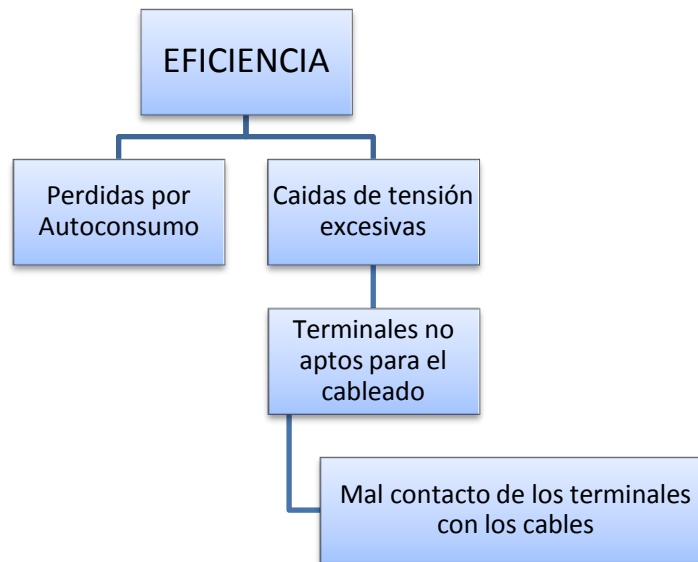 EFICIENCIA
Perdidas por
Autoconsumo
Caidas de tensión
excesivas
Terminales no
aptos para el
cableado
Mal contacto de los terminales
con los cables